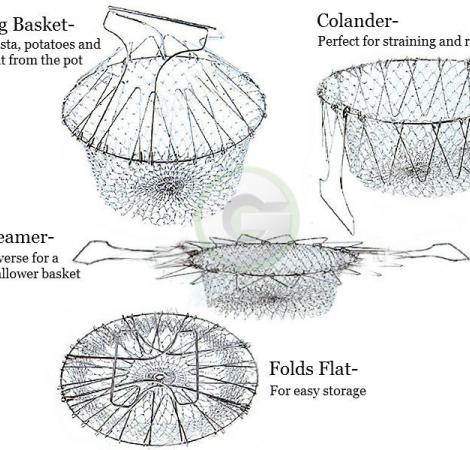 g Basket-
sta, potatoes and
t from the pot
Colander-
Perfect for straining and r
eamer-
verse for a
allower basket
Folds Flat-
For easy storage